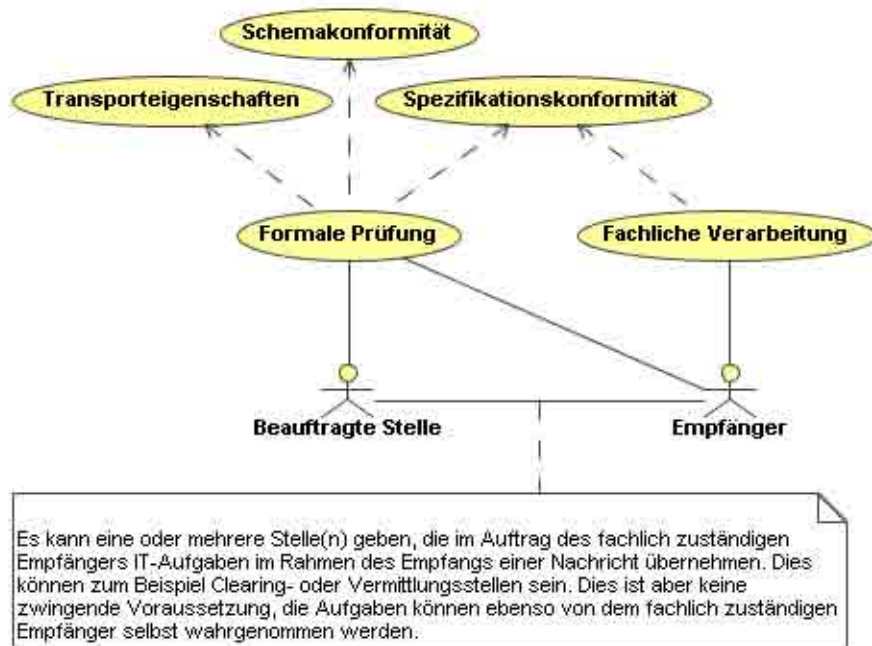 Schemakonformität
Transporteigenschaften
Spezifikationskonformität
Formale Prüfung
Fachliche Verarbeitung
Beauftragte Stelle
Empfänger
Es kann eine oder mehrere Stelle(n) geben, die im Auftrag des fachlich zuständigen
Empfängers IT-Aufgaben im Rahmen des Empfangs einer Nachricht übernehmen. Dies
können zum Beispiel Clearing- oder Vermittlungsstellen sein. Dies ist aber keine
zwingende Voraussetzung, die Aufgaben können ebenso von dem fachlich zuständigen
Empfänger selbst wahrgenommen werden.